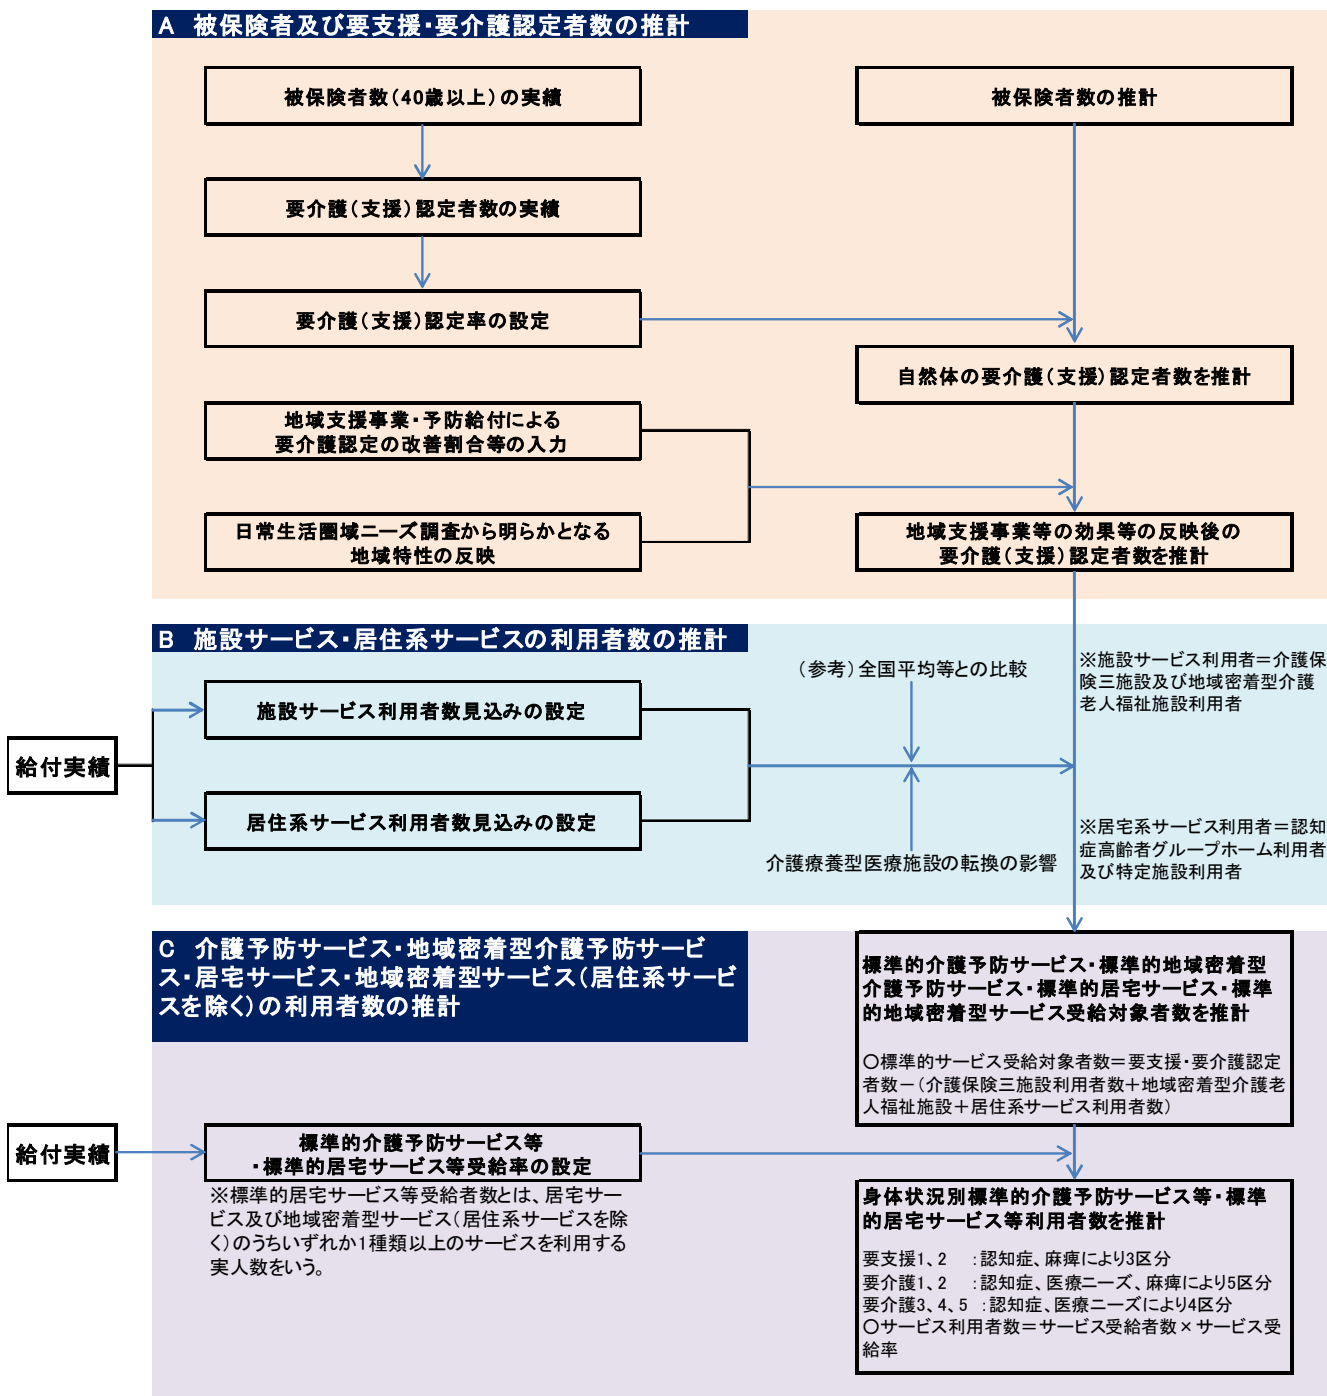 A 被保険者及び要支援・要介護認定者数の推計
被保険者数（40歳以上）の実績
被保険者数の推計
要介護（支援）認定者数の実績
要介護（支援）認定率の設定
自然体の要介護（支援）認定者数を推計
地域支援事業・予防給付による
要介護認定の改善割合等の入力
日常生活圏域ニーズ調査から明らかとなる
地域特性の反映
地域支援事業等の効果等の反映後の
要介護（支援）認定者数を推計
B 施設サービス・居住系サービスの利用者数の推計
（参考）全国平均等との比較
※施設サービス利用者＝介護保
険三施設及び地域密着型介護
老人福祉施設利用者
施設サービス利用者数見込みの設定
給付実績
居住系サービス利用者数見込みの設定
介護療養型医療施設の転換の影響
※居宅系サービス利用者＝認知
症高齢者グループホーム利用者
及び特定施設利用者
C 介護予防サービス・地域密着型介護予防サービ
ス・居宅サービス・地域密着型サービス（居住系サービ
スを除く）の利用者数の推計
標準的介護予防サービス・標準的地域密着型
介護予防サービス・標準的居宅サービス・標準
的地域密着型サービス受給対象者数を推計
○標準的サービス受給対象者数＝要支援・要介護認定
者数－（介護保険三施設利用者数＋地域密着型介護老
人福祉施設＋居住系サービス利用者数）
給付実績
標準的介護予防サービス等
・標準的居宅サービス等受給率の設定
※標準的居宅サービス等受給者数とは、居宅サー
ビス及び地域密着型サービス（居住系サービスを除
く）のうちいずれか1種類以上のサービスを利用する
実人数をいう。
身体状況別標準的介護予防サービス等・標準
的居宅サービス等利用者数を推計
要支援1、2 ：認知症、麻痺により3区分
要介護1、2 ：認知症、医療ニーズ、麻痺により5区分
要介護3、4、5 ：認知症、医療ニーズにより4区分
○サービス利用者数＝サービス受給者数×サービス受
給率